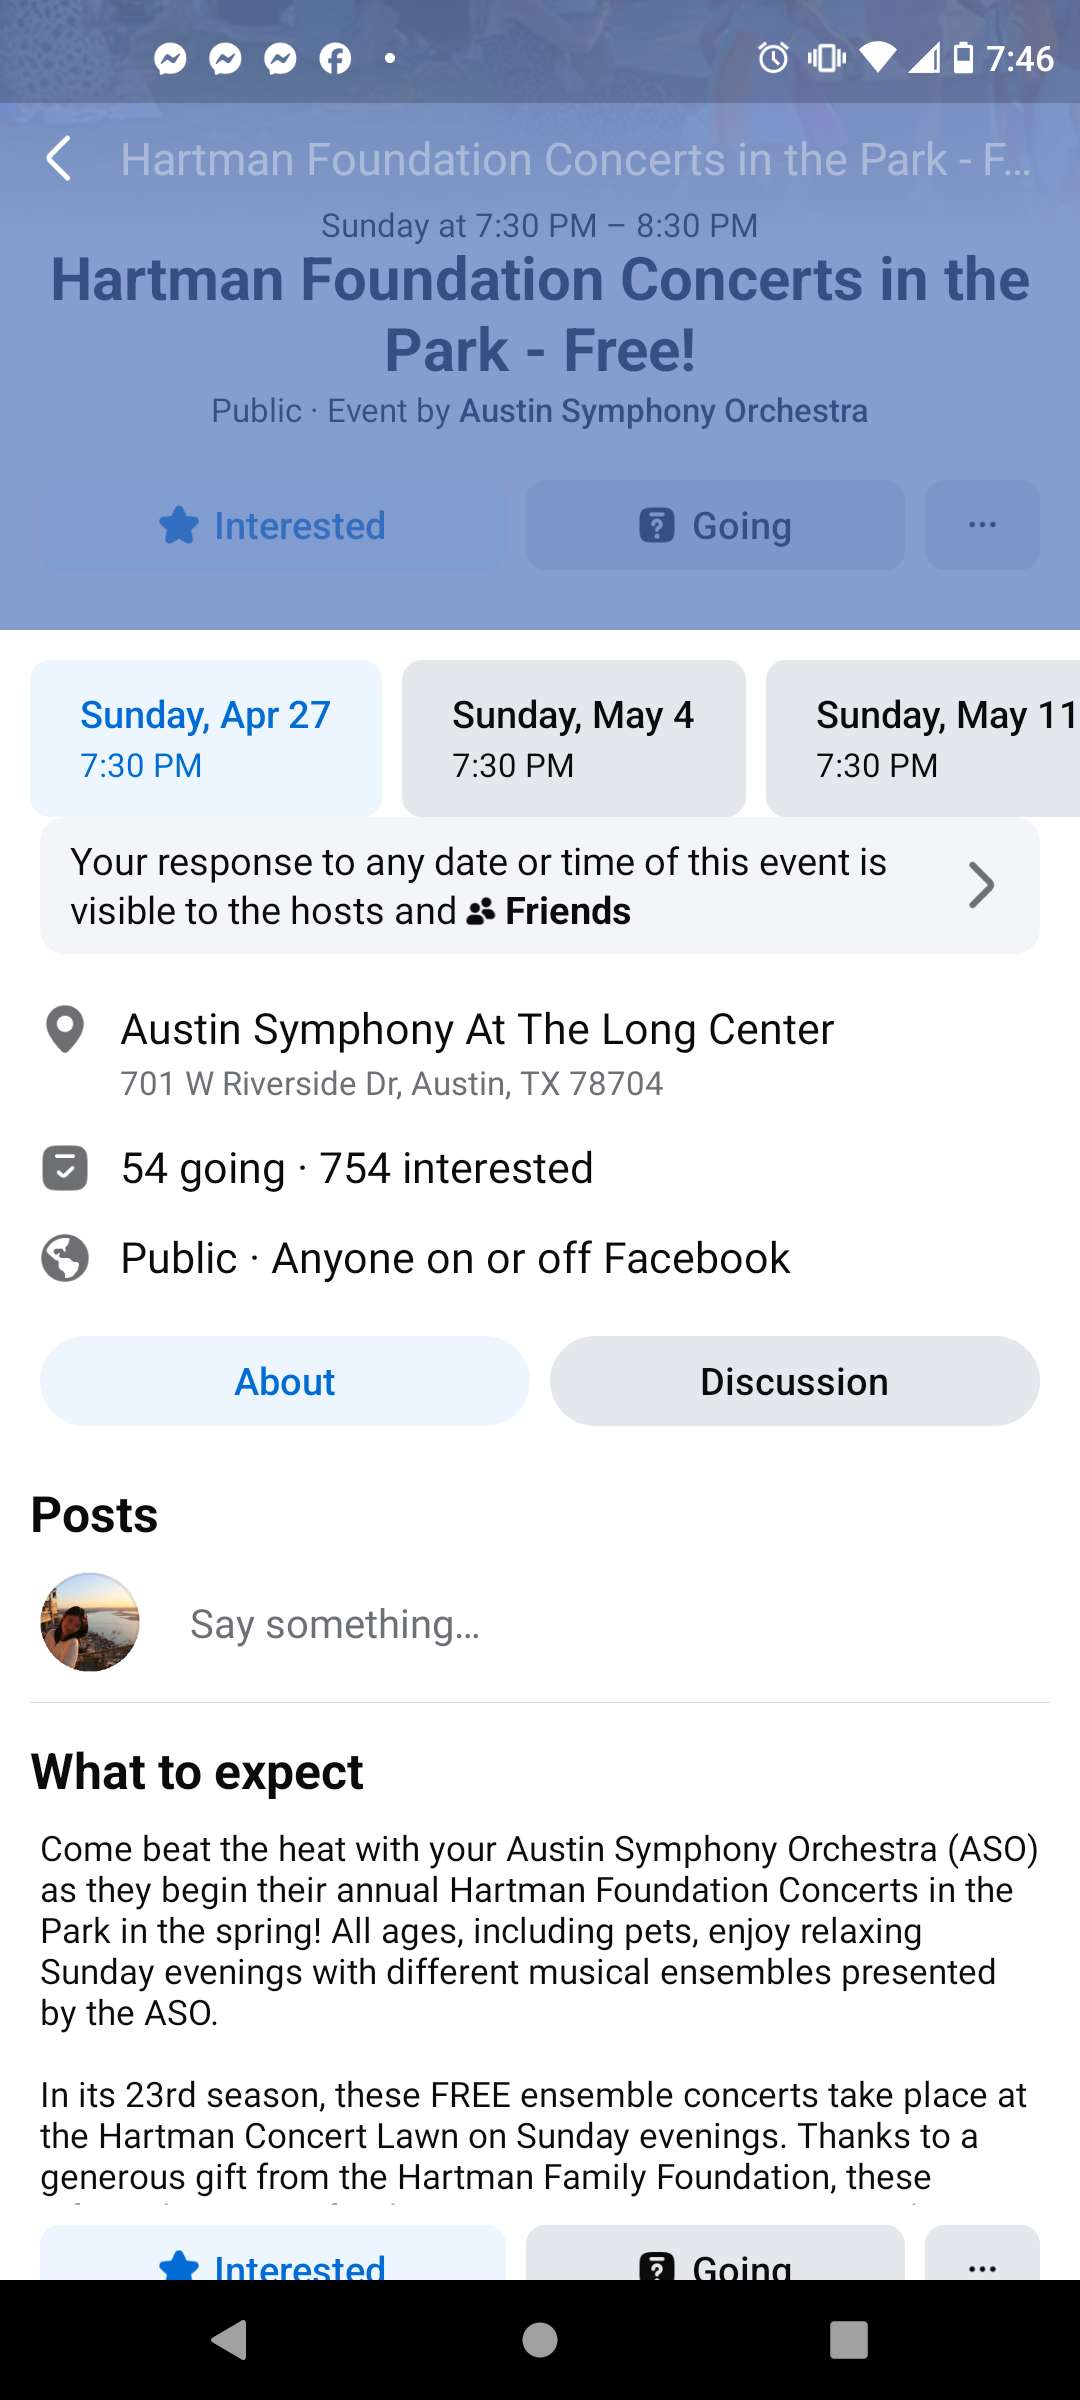 7:46
Hartman Foundation Concerts in the Park - F...
Sunday at 7:30 PM – 8:30 PM
Hartman Foundation Concerts in the
Park - Free!
Public · Event by Austin Symphony Orchestra
Interested
Going
Sunday, Apr 27
7:30 PM
Sunday, May 4
7:30 PM
Sunday, May 11
7:30 PM
Your response to any date or time of this event is
visible to the hosts and Friends
Austin Symphony At The Long Center
701 W Riverside Dr, Austin, TX 78704
54 going · 754 interested
Public · Anyone on or off Facebook
About
Discussion
Posts
Say something...
What to expect
Come beat the heat with your Austin Symphony Orchestra (ASO)
as they begin their annual Hartman Foundation Concerts in the
Park in the spring! All ages, including pets, enjoy relaxing
Sunday evenings with different musical ensembles presented
by the ASO.
In its 23rd season, these FREE ensemble concerts take place at
the Hartman Concert Lawn on Sunday evenings. Thanks to a
generous gift from the Hartman Family Foundation, these
Interested
Going